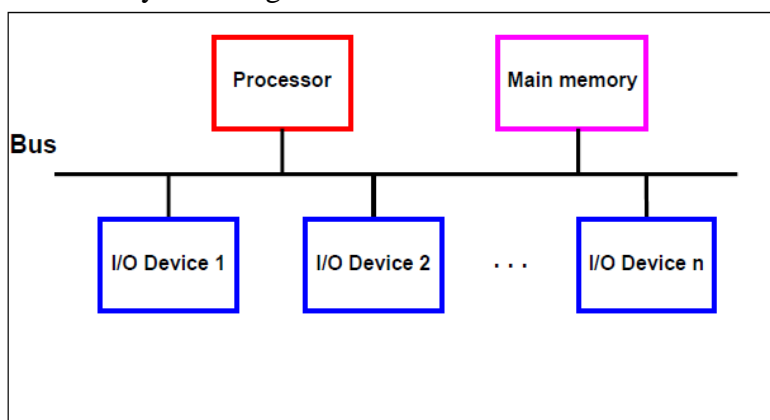 Processor
Main memory
Bus
I/O Device 1
I/O Device 2
. . .
I/O Device n